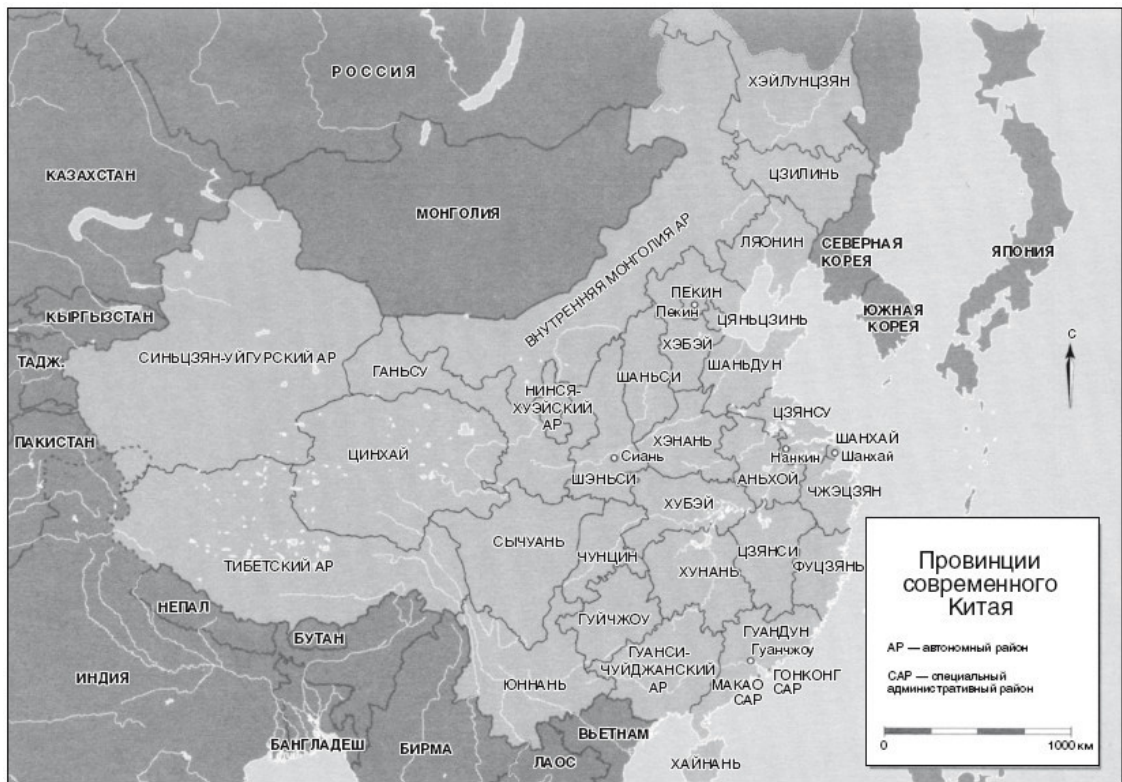 РОССИЯ
ХЭЙЛУНЦЗЯН
ЦЗИЛИНЬ
КАЗАХСТАН
МОНГОЛИЯ
ЛЯОНИН
СЕВЕРНАЯ
КОРЕЯ
ЯПОНИЯ
ВНУТРЕННЯЯ МОНГОЛИЯ АР
ПЕКИН
Пекин
ЦЯНЬЦЗИНЬ
ЮЖНАЯ
КОРЕЯ
КЫРГЫЗСТАН
ХЭБЭЙ
С
ТАДЖ.
СИНЬЦЗЯН-УЙГУРСКИЙ АР
ГАНЬСУ
ШАНЬСИ
ШАНЬДУН
НИНСЯ-
ХУЭЙСКИЙ
АР
ЦЗЯНСУ
ПАКИСТАН
ЦИНХАЙ
ХЭНАНЬ
ШАНХАЙ
Сиань
Нанкин
Шанхай
ШЭНЬСИ
АНЬХОЙ
ЧЖЭЦЗЯН
ХУБЭЙ
СЫЧУАНЬ
ЧУНЦИН
ЦЗЯНСИ
ТИБЕТСКИЙ АР
ХУНАНЬ
ФУЦЗЯНЬ
НЕПАЛ
ГУЙЧЖОУ
БУТАН
ГУАНДУН
Гуанчжоу
ГУАНСИ-
ЧУЙДЖАНСКИЙ
АР
ИНДИЯ
ЮННАНЬ
МАКАО
САР
ГОНКОНГ
САР
БАНГЛАДЕШ
БИРМА
ВЬЕТНАМ
ЛАОС
ХАЙНАНЬ
Провинции
современного
Китая
АР — автономный район
САР — специальный
административный район
0
1000 км